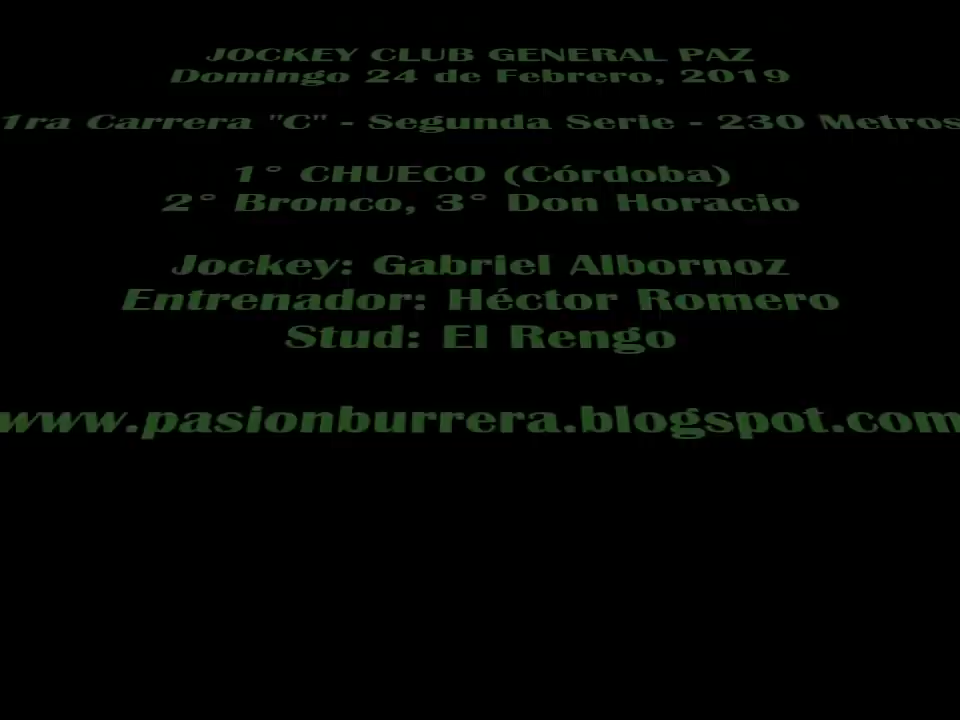 JOCKEY CLUB GENERAL PAZ
Domingo 24 de Febrero, 2019
1ra Carrera "C" - Segunda Serie - 230 Metros
1° CHUECO (Córdoba)
2° Bronco, 3° Don Horacio
Jockey: Gabriel Albornoz
Entrenador: Héctor Romero
Stud: El Rengo
www.pasionburrera.blogspot.com